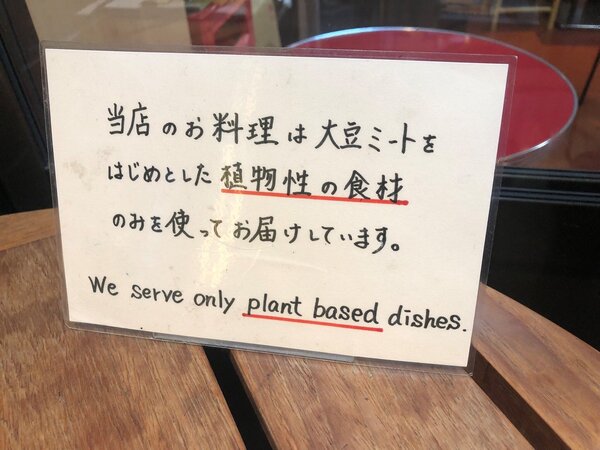 当店のお料理は大豆ミートを
はじめとした植物性の食材
のみを使ってお届けしています。
We serve only plant based dishes.